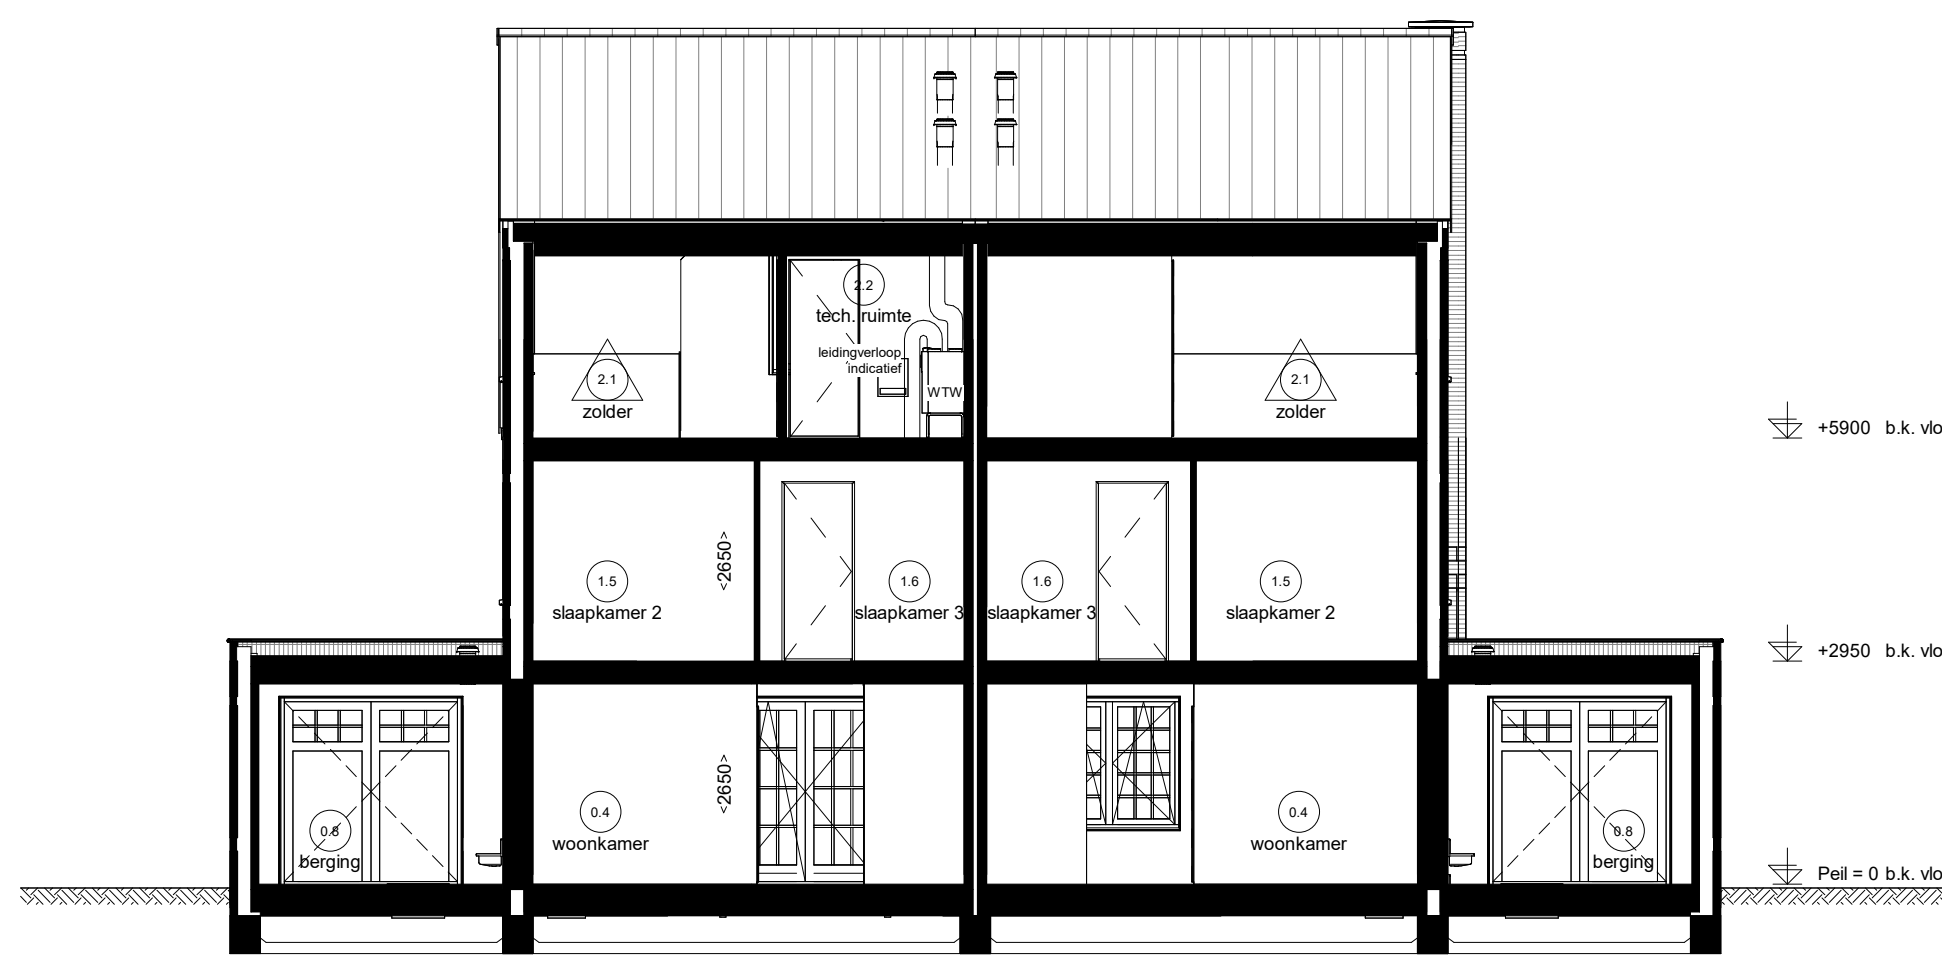 2.2
tech. ruimte
leidingverloop
indicatief
WTW
2.1
zolder
2.1
zolder
+5900 b.k. vlo
<2650>
1.5
slaapkamer 2
1.6
slaapkamer 3
1.6
slaapkamer 3
1.5
slaapkamer 2
+2950 b.k. vlo
<2650>
0.8
berging
0.4
woonkamer
0.4
woonkamer
0.8
berging
Peil = 0 b.k. vlo